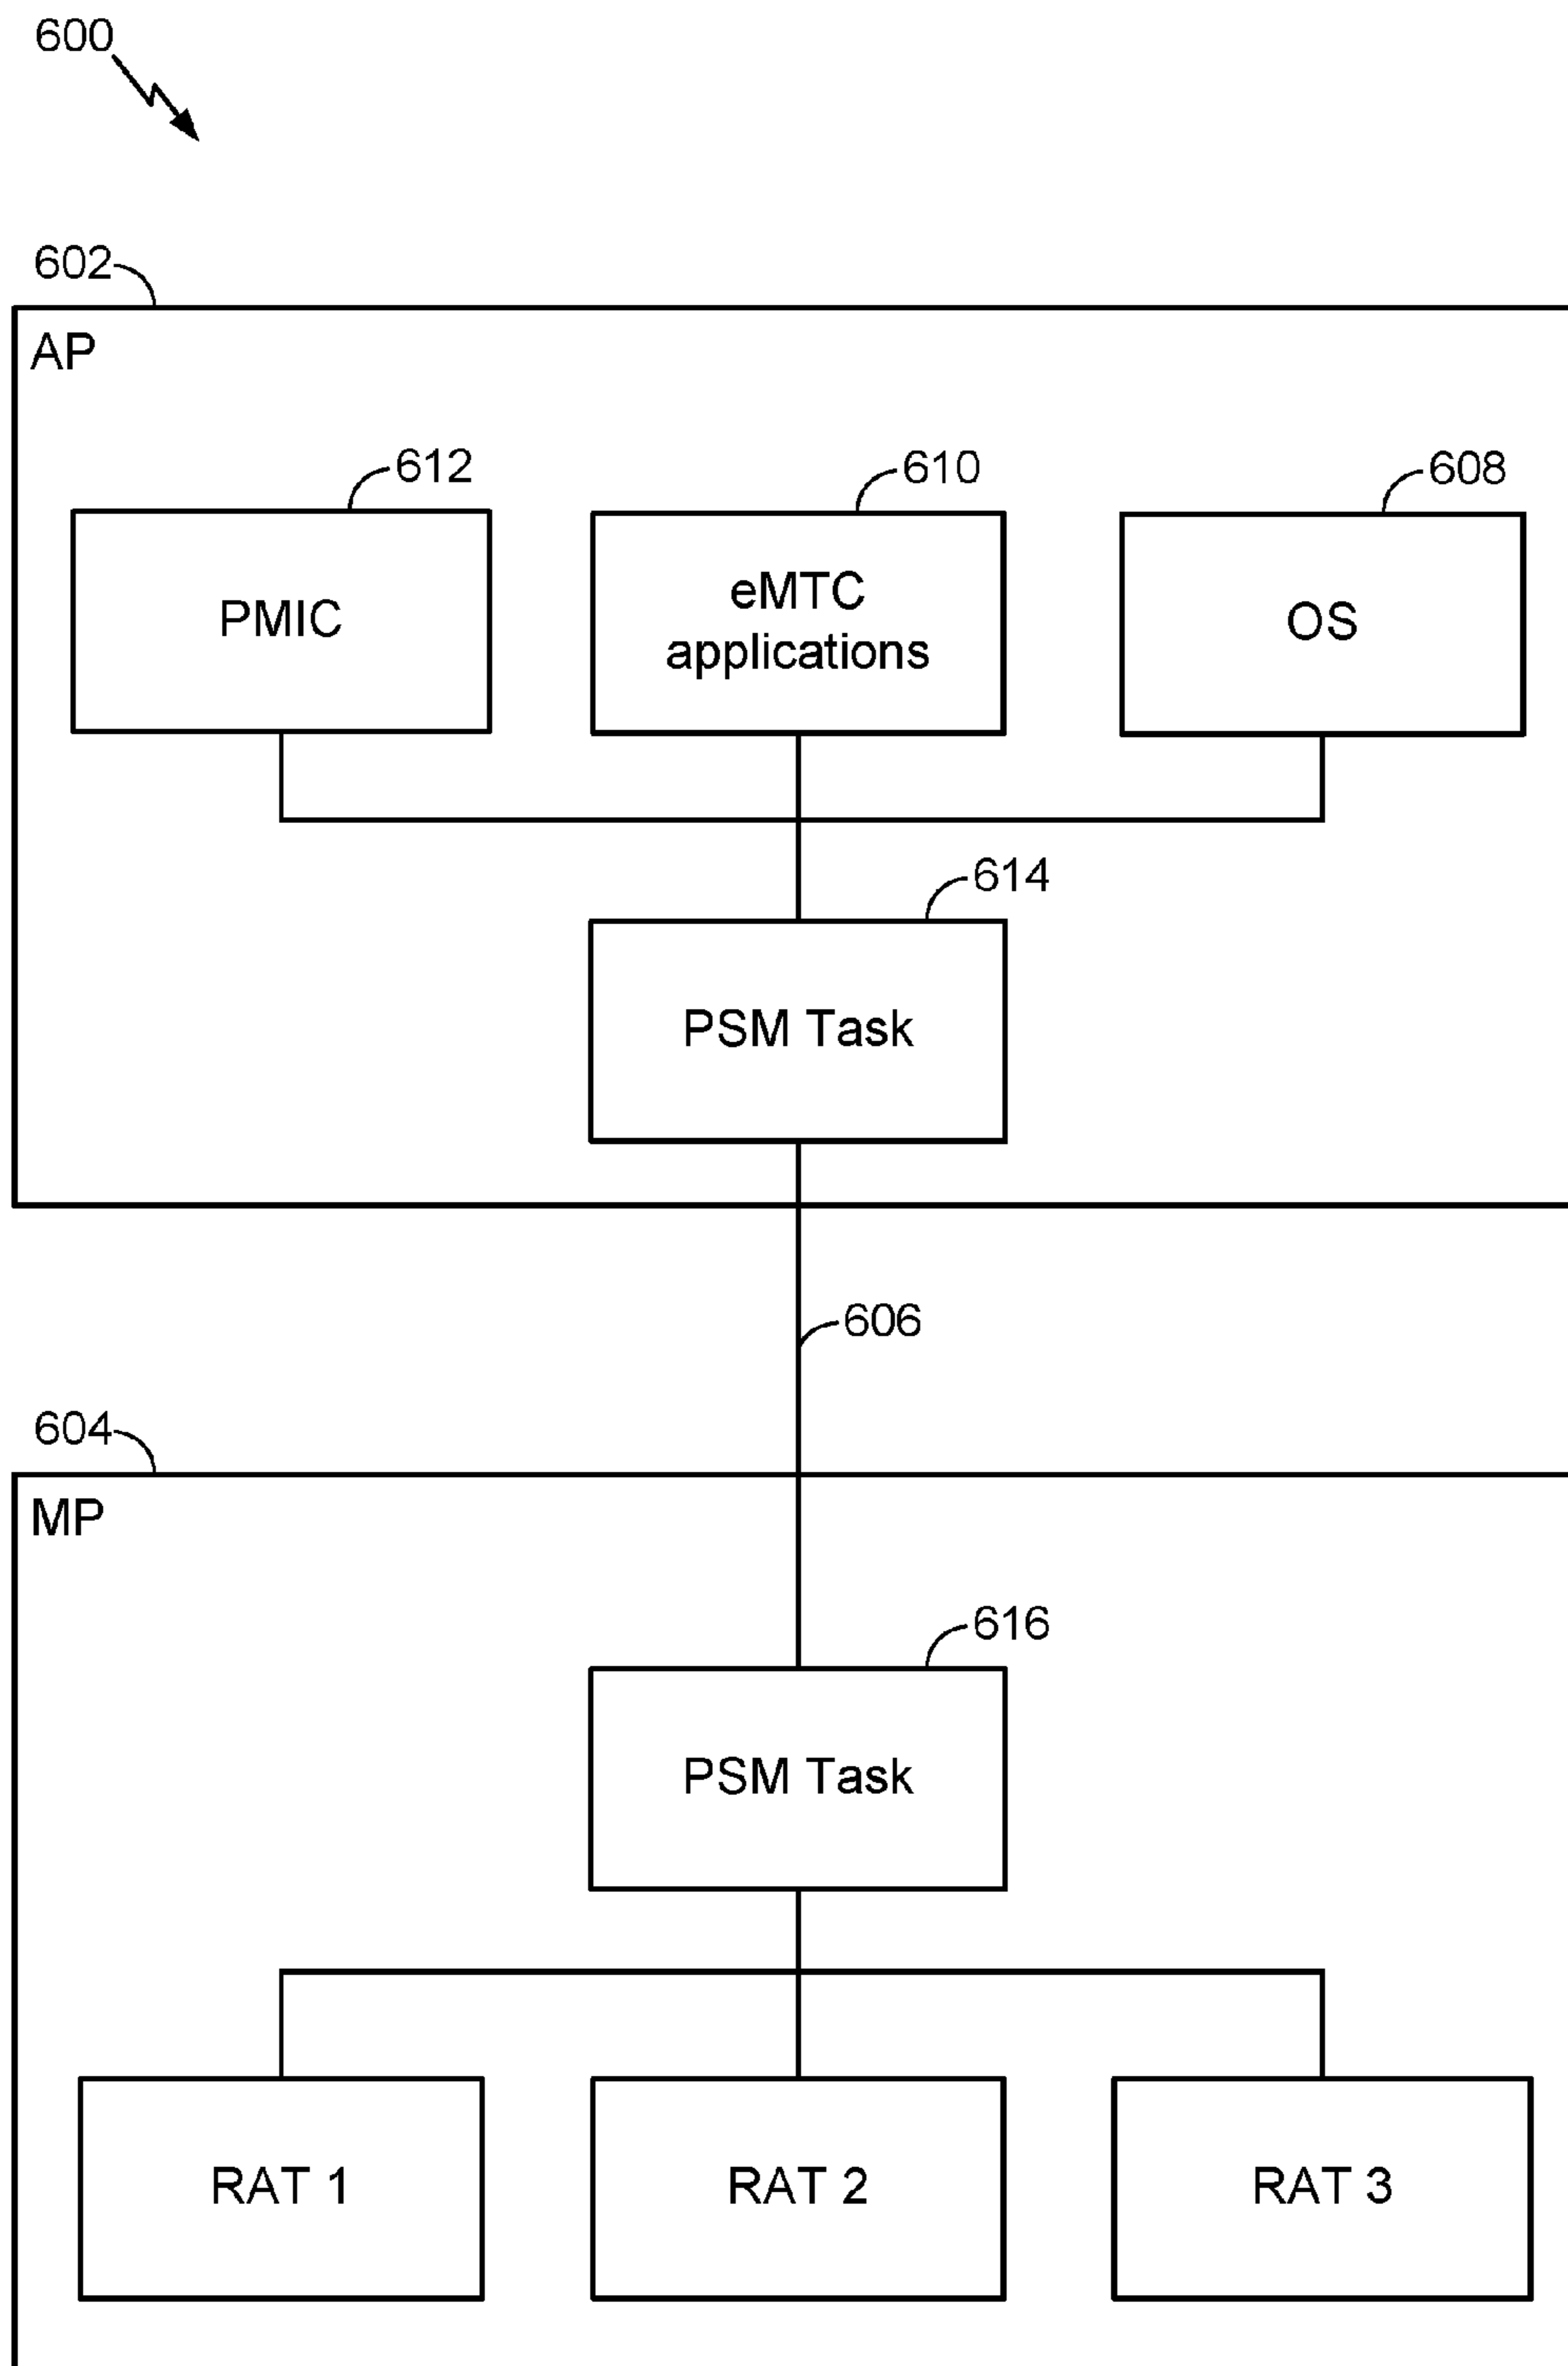 600
602
AP
612
610
608
PMIC
eMTC
applications
OS
614
PSM Task
606
604
MP
616
PSM Task
RAT 1
RAT 2
RAT 3